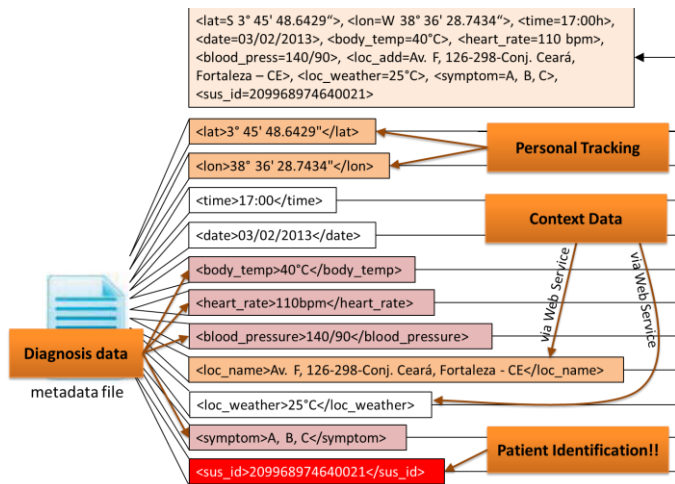 <lat=S 3° 45' 48.6429“>, <lon=W 38° 36' 28.7434“>, <time=17:00h>,
<date=03/02/2013>, <body_temp=40°C>, <heart_rate=110 bpm>,
<blood_press=140/90>, <loc_add=Av. F, 126-298-Conj. Ceará,
Fortaleza – CE>, <loc_weather=25°C>, <symptom=A, B, C>,
<sus_id=209968974640021>
<lat>3° 45' 48.6429"</lat>
Personal Tracking
<lon>38° 36' 28.7434"</lon>
<time>17:00</time>
Context Data
<date>03/02/2013</date>
<body_temp>40°C</body_temp>
via Web Service
via Web Service
<heart_rate>110bpm</heart_rate>
<blood_pressure>140/90</blood_pressure>
Diagnosis data
<loc_name>Av. F, 126-298-Conj. Ceará, Fortaleza - CE</loc_name>
metadata file
<loc_weather>25°C</loc_weather>
<symptom>A, B, C</symptom>
Patient Identification!!
<sus_id>209968974640021</sus_id>